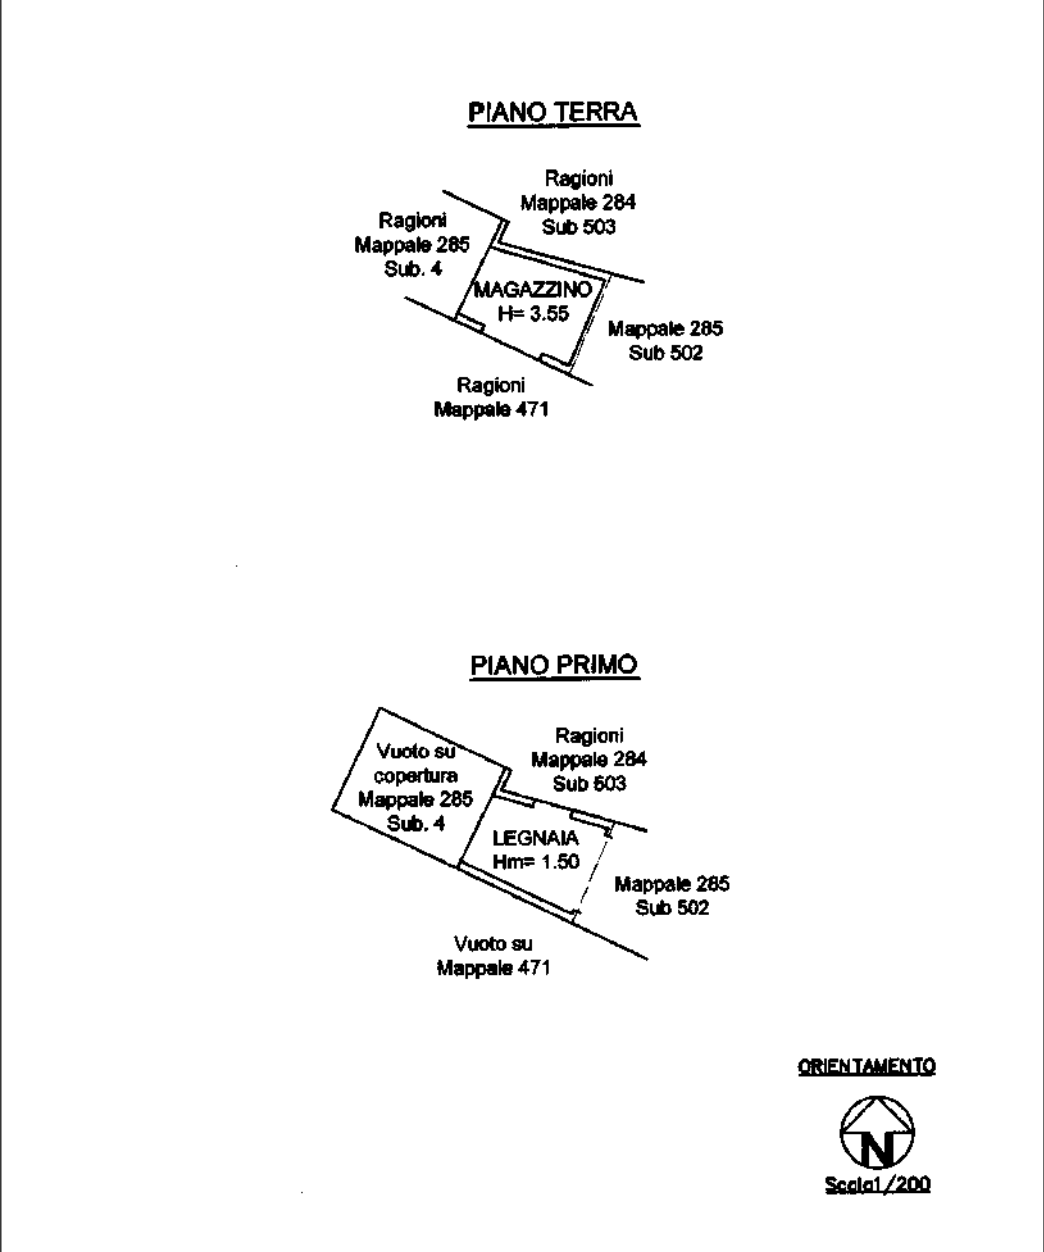 PIANO TERRA
Ragioni
Mappale 284
Sub 503
Ragioni
Mappale 285
Sub. 4
MAGAZZINO
H= 3.55
Mappale 285
Sub 502
Ragioni
Mappale 471
PIANO PRIMO
Ragioni
Mappale 284
Sub 503
Vuoto su
copertura
Mappale 285
Sub. 4
LEGNAIA
Hm= 1.50
Mappale 285
Sub 502
Vuoto su
Mappale 471
ORIENTAMENTO
N
Scala1/200